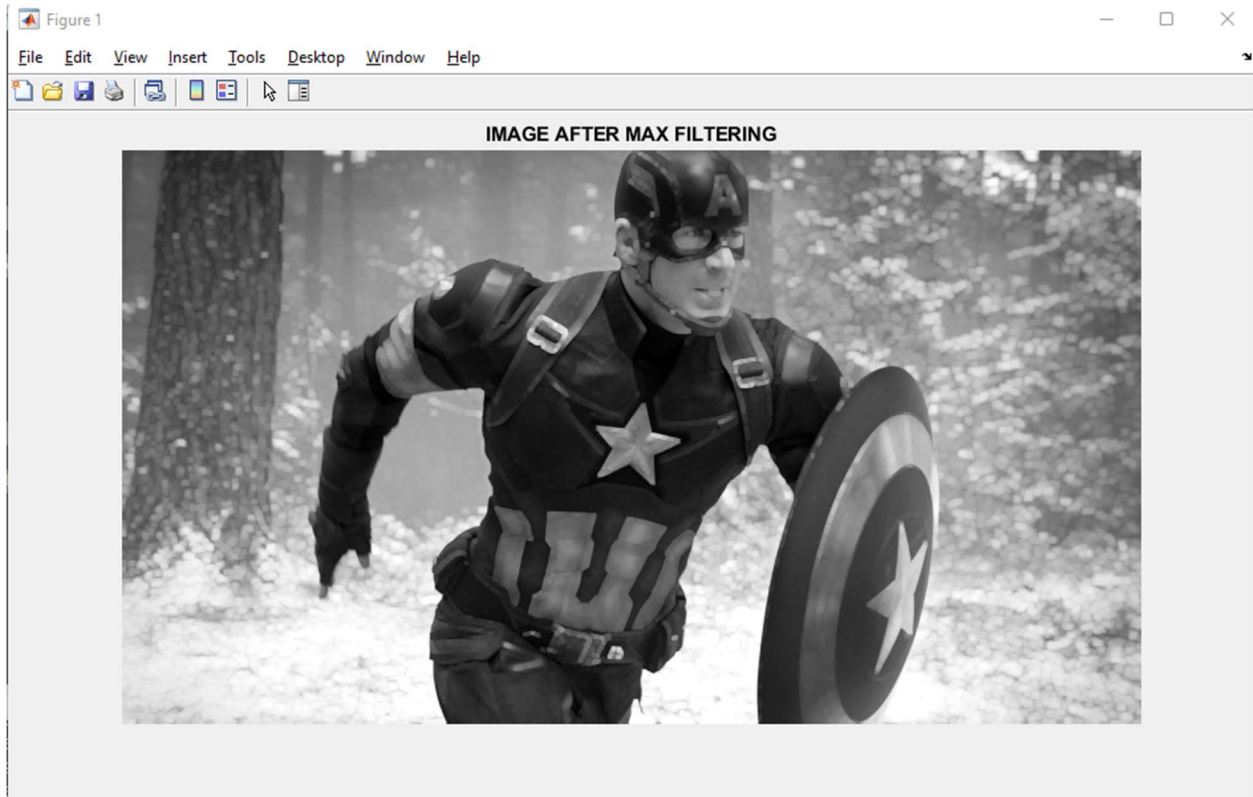 Figure 1
File Edit View Insert Tools Desktop Window Help
IMAGE AFTER MAX FILTERING
A